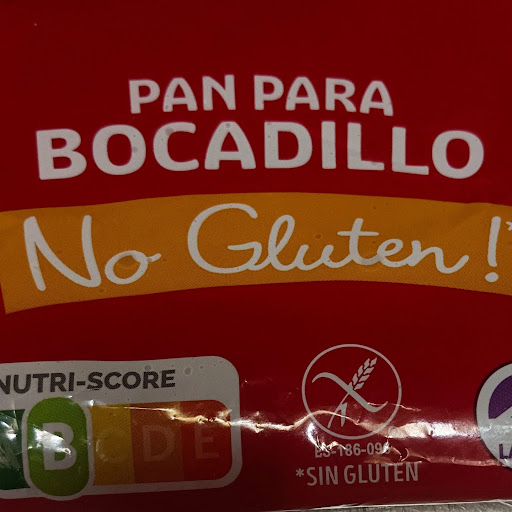 PAN PARA
BOCADILLO
No Gluten!*
NUTRI-SCORE
B C D E
*SIN GLUTEN